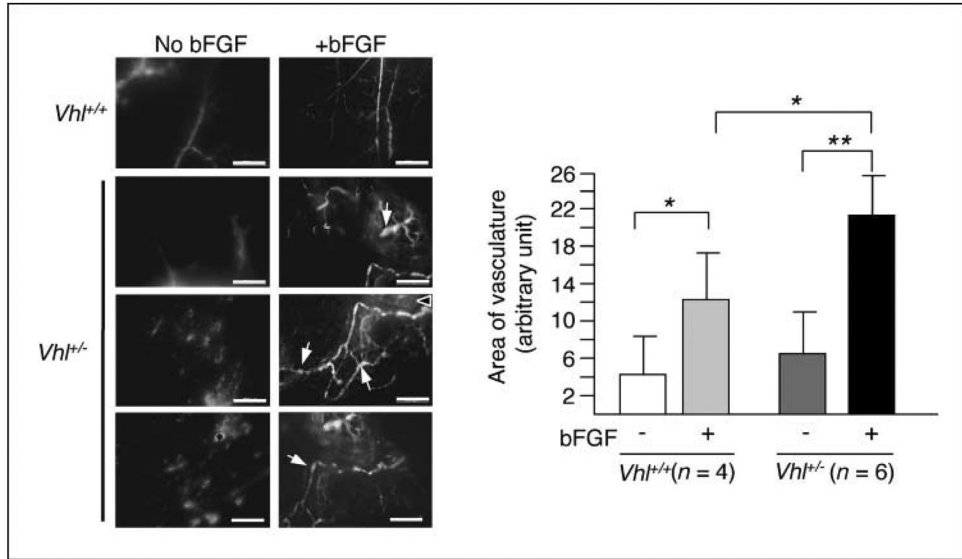 No bFGF +bFGF
Vhl+/+
Vhl+/-
Area of vasculature
(arbitrary unit)
26
22
18
14
10
6
2
*
*
**
bFGF - + - +
Vhl+/+ (n = 4) Vhl+/- (n = 6)